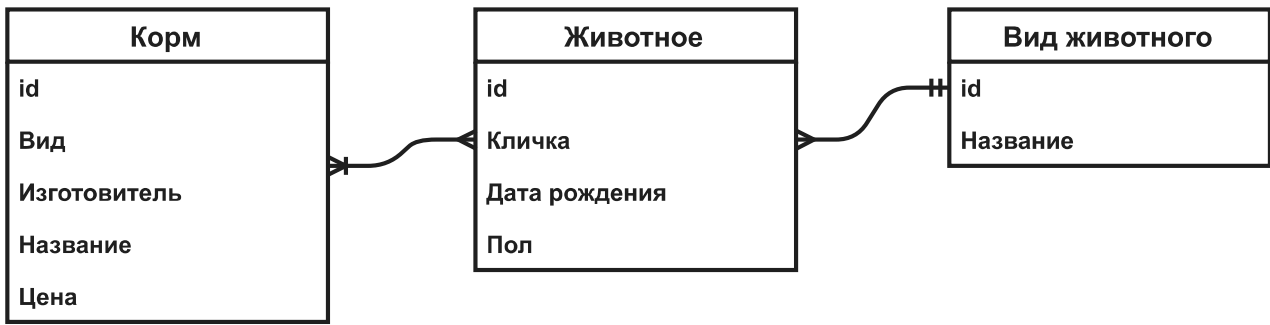 Корм
id
Вид
Изготовитель
Название
Цена
Животное
id
Кличка
Дата рождения
Пол
Вид животного
id
Название